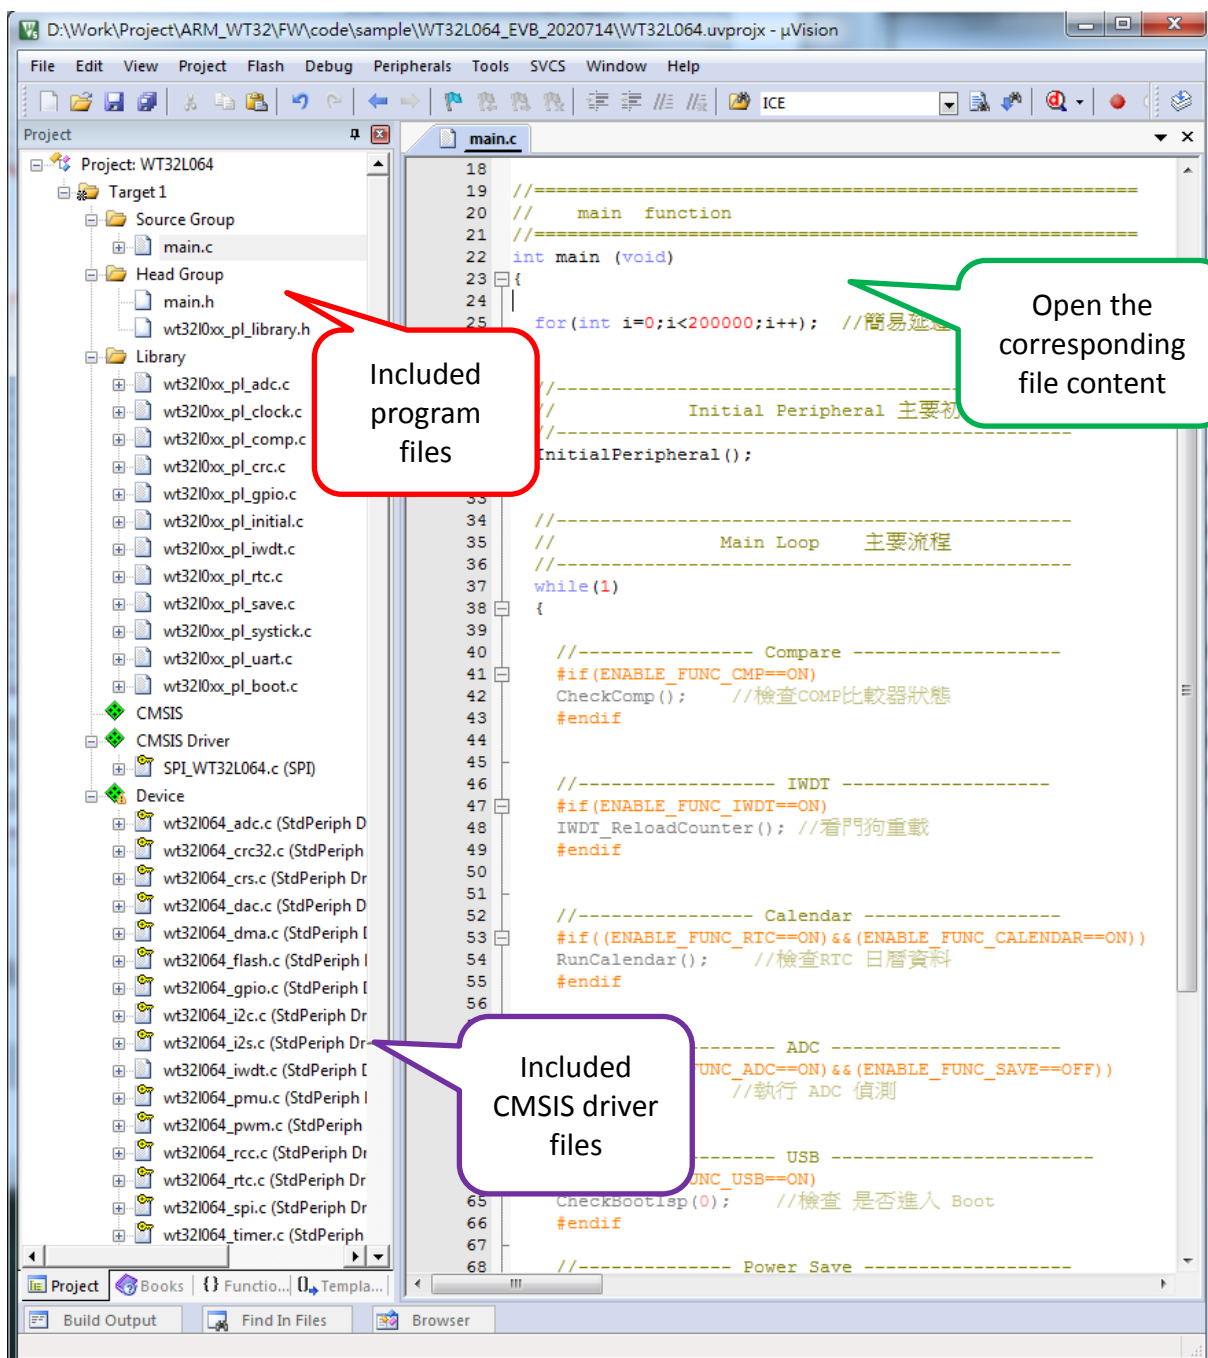 D:\Work\Project\ARM_WT32\FW\code\sample\WT32L064_EVB_2020714\WT32L064.uvprojx - µVision
File Edit View Project Flash Debug Peripherals Tools SVCS Window Help
ICE
Project
Project: WT32L064
Target 1
Source Group
main.c
Head Group
main.h
wt32l0xx_pl_library.h
Library
wt32l0xx_pl_adc.c
wt32l0xx_pl_clock.c
wt32l0xx_pl_comp.c
wt32l0xx_pl_crc.c
wt32l0xx_pl_gpio.c
wt32l0xx_pl_initial.c
wt32l0xx_pl_iwdt.c
wt32l0xx_pl_rtc.c
wt32l0xx_pl_save.c
wt32l0xx_pl_systick.c
wt32l0xx_pl_uart.c
wt32l0xx_pl_boot.c
CMSIS
CMSIS Driver
SPI_WT32L064.c (SPI)
Device
wt32l064_adc.c (StdPeriph D
wt32l064_crc32.c (StdPeriph
wt32l064_crs.c (StdPeriph Dr
wt32l064_dac.c (StdPeriph D
wt32l064_dma.c (StdPeriph
wt32l064_flash.c (StdPeriph
wt32l064_gpio.c (StdPeriph
wt32l064_i2c.c (StdPeriph Dr
wt32l064_i2s.c (StdPeriph Dr
wt32l064_iwdt.c (StdPeriph
wt32l064_pmu.c (StdPeriph
wt32l064_pwm.c (StdPeriph
wt32l064_rcc.c (StdPeriph Dr
wt32l064_rtc.c (StdPeriph Dr
wt32l064_spi.c (StdPeriph Dr
wt32l064_timer.c (StdPeriph
Project Books {} Functio... Templa...
main.c
18
19 //=======================================================
20 // main function
21 //=======================================================
22 int main (void)
23 {
24
25 for(int i=0;i<200000;i++); //簡易延遲
//-----------------------------------------------
// Initial Peripheral 主要初
//-----------------------------------------------
InitialPeripheral();
33
34 //-----------------------------------------------
35 // Main Loop 主要流程
36 //-----------------------------------------------
37 while(1)
38 {
39
40 //---------------- Compare -------------------
41 #if(ENABLE_FUNC_CMP==ON)
42 CheckComp(); //檢查COMP比較器狀態
43 #endif
44
45
46 //------------------ IWDT -------------------
47 #if(ENABLE_FUNC_IWDT==ON)
48 IWDT_ReloadCounter(); //看門狗重載
49 #endif
50
51
52 //---------------- Calendar ------------------
53 #if((ENABLE_FUNC_RTC==ON)&&(ENABLE_FUNC_CALENDAR==ON))
54 RunCalendar(); //檢查RTC 日曆資料
55 #endif
56
-------- ADC ---------------------
UNC_ADC==ON)&&(ENABLE_FUNC_SAVE==OFF))
//執行 ADC 偵測
-------- USB ------------------------
UNC_USB==ON)
65 CheckBootIsp(0); //檢查 是否進入 Boot
66 #endif
67
68 //-------------- Power Save -------------------
Included
program
files
Open the
corresponding
file content
Included
CMSIS driver
files
Build Output Find In Files Browser